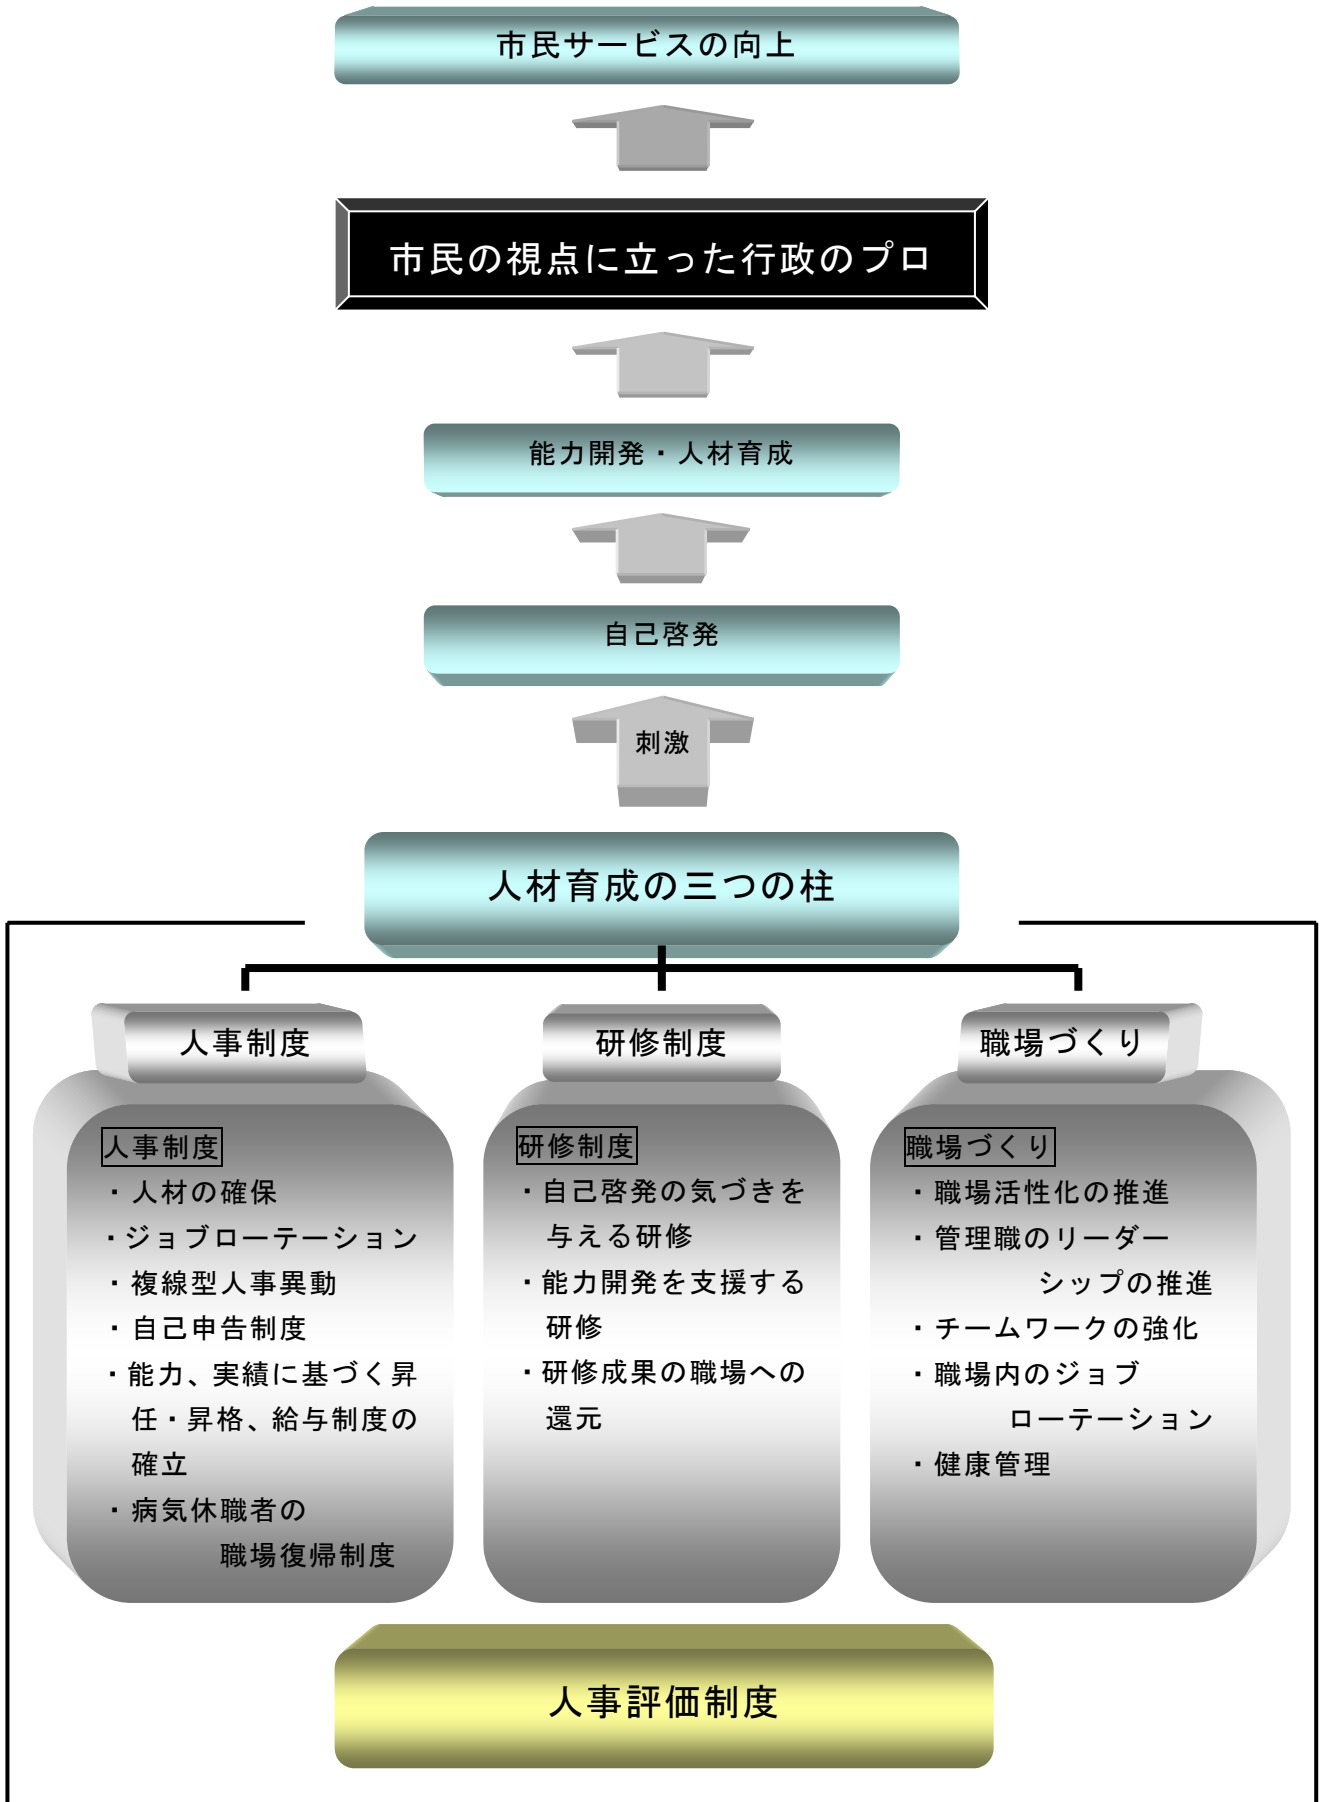 市民サービスの向上
市民の視点に立った行政のプロ
能力開発・人材育成
自己啓発
刺激
人材育成の三つの柱
人事制度
人事制度
・人材の確保
・ジョブローテーション
・複線型人事異動
・自己申告制度
・能力、実績に基づく昇
任・昇格、給与制度の
確立
・病気休職者の
職場復帰制度
研修制度
研修制度
・自己啓発の気づきを
与える研修
・能力開発を支援する
研修
・研修成果の職場への
還元
職場づくり
職場づくり
・職場活性化の推進
・管理職のリーダー
シップの推進
・チームワークの強化
・職場内のジョブ
ローテーション
・健康管理
人事評価制度